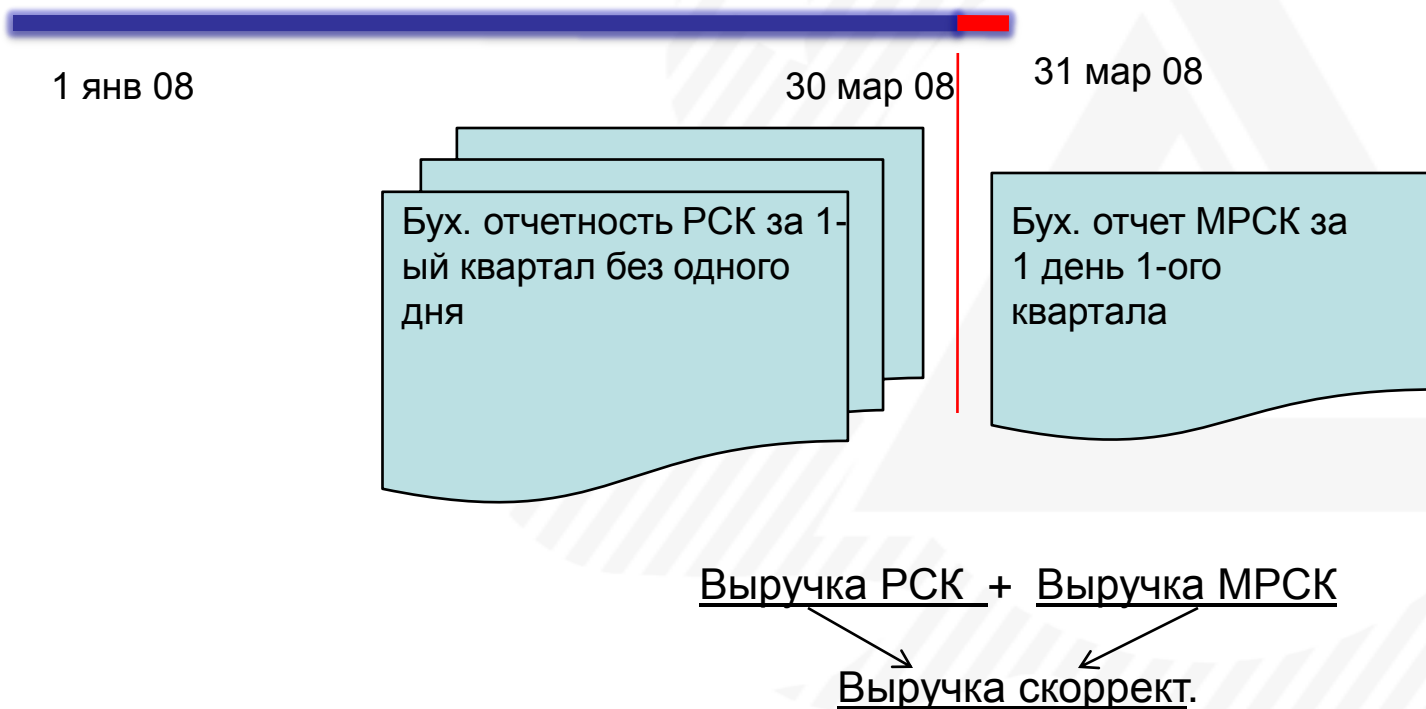 1 янв 08
30 мар 08
31 мар 08
Бух. отчетность РСК за 1-
ый квартал без одного
дня
Бух. отчет МРСК за
1 день 1-ого
квартала
Выручка РСК + Выручка МРСК
Выручка скоррект.